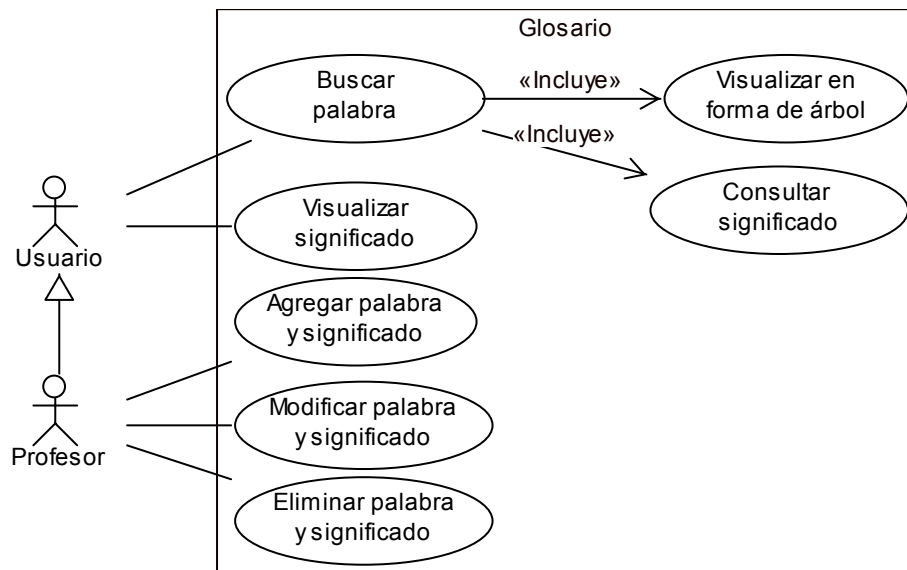 Glosario
Buscar
palabra
«Incluye»
Visualizar en
forma de árbol
«Incluye»
Consultar
significado
Visualizar
significado
Usuario
Agregar palabra
y significado
Modificar palabra
y significado
Profesor
Eliminar palabra
y significado